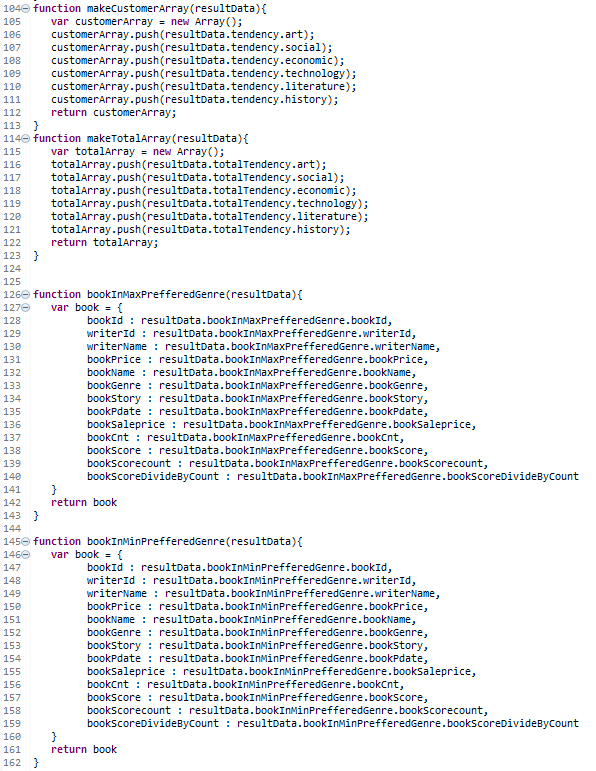 104 function makeCustomerArray(resultData){
105    var customerArray = new Array();
106    customerArray.push(resultData.tendency.art);
107    customerArray.push(resultData.tendency.social);
108    customerArray.push(resultData.tendency.economic);
109    customerArray.push(resultData.tendency.technology);
110    customerArray.push(resultData.tendency.literature);
111    customerArray.push(resultData.tendency.history);
112    return customerArray;
113 }
114 function makeTotalArray(resultData){
115    var totalArray = new Array();
116    totalArray.push(resultData.totalTendency.art);
117    totalArray.push(resultData.totalTendency.social);
118    totalArray.push(resultData.totalTendency.economic);
119    totalArray.push(resultData.totalTendency.technology);
120    totalArray.push(resultData.totalTendency.literature);
121    totalArray.push(resultData.totalTendency.history);
122    return totalArray;
123 }
124
125
126 function bookInMaxPrefferedGenre(resultData){
127    var book = {
128          bookId : resultData.bookInMaxPrefferedGenre.bookId,
129          writerId : resultData.bookInMaxPrefferedGenre.writerId,
130          writerName : resultData.bookInMaxPrefferedGenre.writerName,
131          bookPrice : resultData.bookInMaxPrefferedGenre.bookPrice,
132          bookName : resultData.bookInMaxPrefferedGenre.bookName,
133          bookGenre : resultData.bookInMaxPrefferedGenre.bookGenre,
134          bookStory : resultData.bookInMaxPrefferedGenre.bookStory,
135          bookPdate : resultData.bookInMaxPrefferedGenre.bookPdate,
136          bookSaleprice : resultData.bookInMaxPrefferedGenre.bookSaleprice,
137          bookCnt : resultData.bookInMaxPrefferedGenre.bookCnt,
138          bookScore : resultData.bookInMaxPrefferedGenre.bookScore,
139          bookScorecount : resultData.bookInMaxPrefferedGenre.bookScorecount,
140          bookScoreDivideByCount : resultData.bookInMaxPrefferedGenre.bookScoreDivideByCount
141    }
142    return book
143 }
144
145 function bookInMinPrefferedGenre(resultData){
146    var book = {
147          bookId : resultData.bookInMinPrefferedGenre.bookId,
148          writerId : resultData.bookInMinPrefferedGenre.writerId,
149          writerName : resultData.bookInMinPrefferedGenre.writerName,
150          bookPrice : resultData.bookInMinPrefferedGenre.bookPrice,
151          bookName : resultData.bookInMinPrefferedGenre.bookName,
152          bookGenre : resultData.bookInMinPrefferedGenre.bookGenre,
153          bookStory : resultData.bookInMinPrefferedGenre.bookStory,
154          bookPdate : resultData.bookInMinPrefferedGenre.bookPdate,
155          bookSaleprice : resultData.bookInMinPrefferedGenre.bookSaleprice,
156          bookCnt : resultData.bookInMinPrefferedGenre.bookCnt,
157          bookScore : resultData.bookInMinPrefferedGenre.bookScore,
158          bookScorecount : resultData.bookInMinPrefferedGenre.bookScorecount,
159          bookScoreDivideByCount : resultData.bookInMinPrefferedGenre.bookScoreDivideByCount
160    }
161    return book
162 }